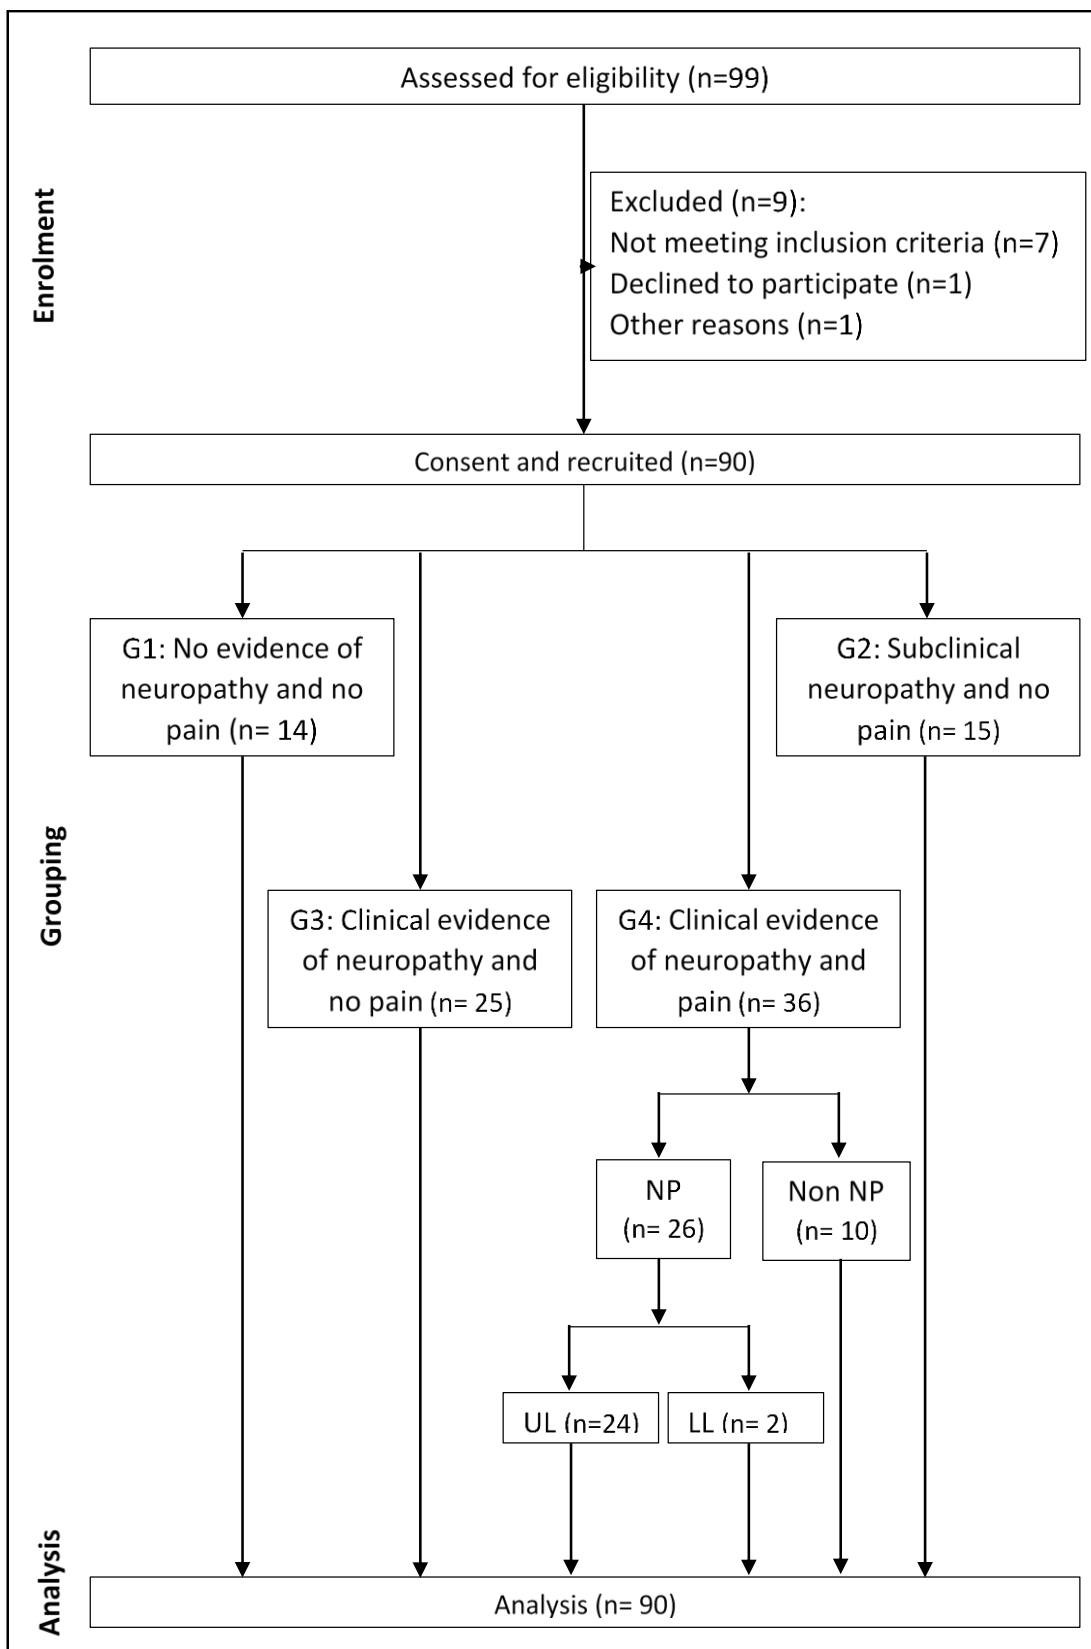 Assessed for eligibility (n=99)
Enrolment
Excluded (n=9):
Not meeting inclusion criteria (n=7)
Declined to participate (n=1)
Other reasons (n=1)
Consent and recruited (n=90)
Grouping
G1: No evidence of
neuropathy and no
pain (n= 14)
G2: Subclinical
neuropathy and no
pain (n= 15)
G3: Clinical evidence
of neuropathy and
no pain (n= 25)
G4: Clinical evidence
of neuropathy and
pain (n= 36)
NP
(n= 26)
Non NP
(n= 10)
UL (n=24)
LL (n= 2)
Analysis
Analysis (n= 90)